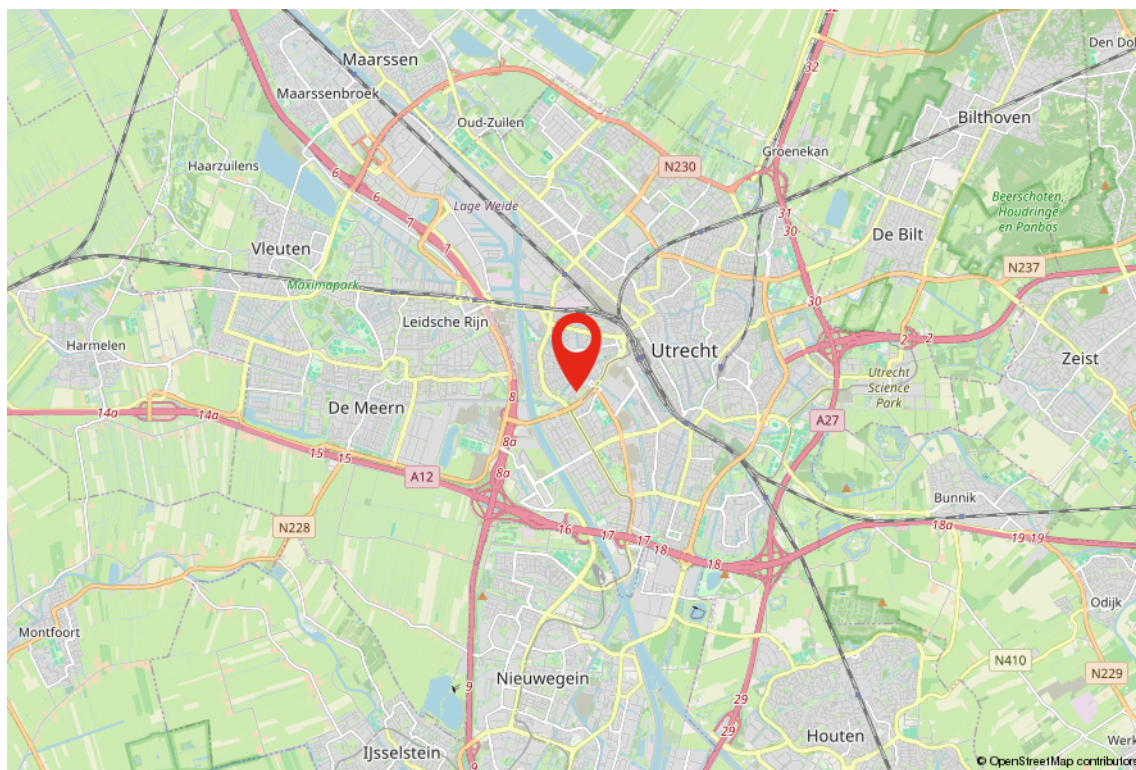 Maarssen
Den Dol
Maarssenbroek
32
Bilthoven
Oud-Zuilen
Groenekan
Haarzuilens
N230
6
6
Beerschoten,
Houdringe
en Panbos
Lage Weide
7
31
30
De Bilt
Vleuten
7
N237
Maximapark
30
Leidsche Rijn
Harmelen
Utrecht
2
2
Zeist
Utrecht
Science
Park
8
De Meern
14a
14a
A27
8a
15
15
A12
8a
Bunnik
N228
16
17
17
18
18a
19
19
18
Odijk
Montfoort
N410
N229
Nieuwegein
9
29
29
Houten
IJsselstein
Werk
9
© OpenStreetMap contributors